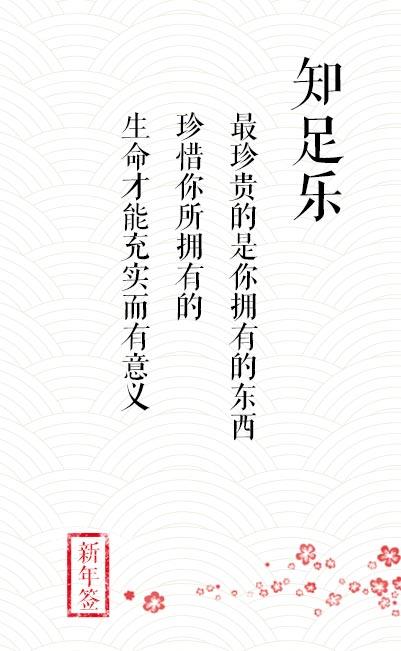 知足乐
最珍贵的是你拥有的东西
珍惜你所拥有的
生命才能充实而有意义
新年签